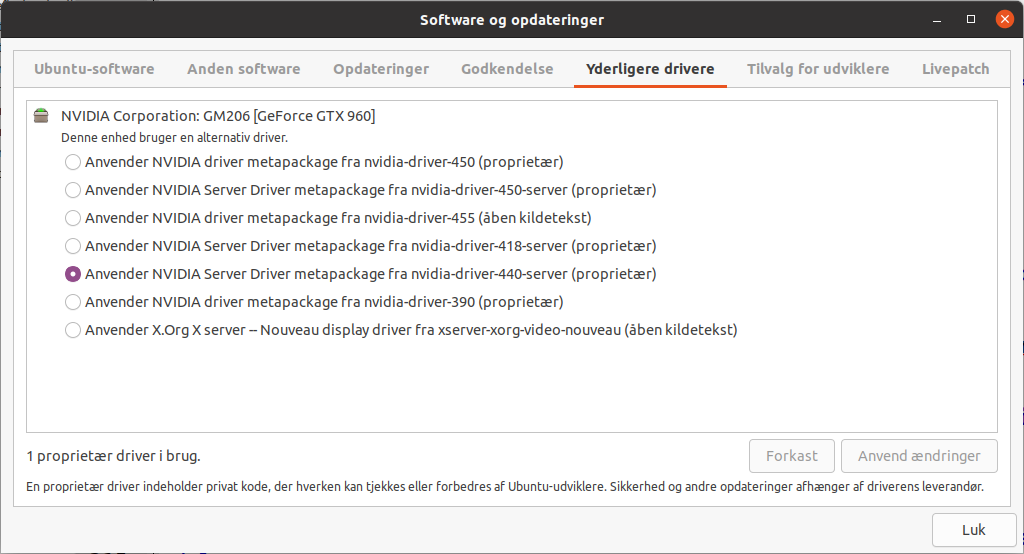 Software og opdateringer
Ubuntu-software Anden software Opdateringer Godkendelse Yderligere drivere Tilvalg for udviklere Livepatch
NVIDIA Corporation: GM206 [GeForce GTX 960]
Denne enhed bruger en alternativ driver.
Anvender NVIDIA driver metapackage fra nvidia-driver-450 (proprietær)
Anvender NVIDIA Server Driver metapackage fra nvidia-driver-450-server (proprietær)
Anvender NVIDIA driver metapackage fra nvidia-driver-455 (åben kildetekst)
Anvender NVIDIA Server Driver metapackage fra nvidia-driver-418-server (proprietær)
Anvender NVIDIA Server Driver metapackage fra nvidia-driver-440-server (proprietær)
Anvender NVIDIA driver metapackage fra nvidia-driver-390 (proprietær)
Anvender X.Org X server -- Nouveau display driver fra xserver-xorg-video-nouveau (åben kildetekst)
1 proprietær driver i brug.
Forkast Anvend ændringer
En proprietær driver indeholder privat kode, der hverken kan tjekkes eller forbedres af Ubuntu-udviklere. Sikkerhed og andre opdateringer afhænger af driverens leverandør.
Luk